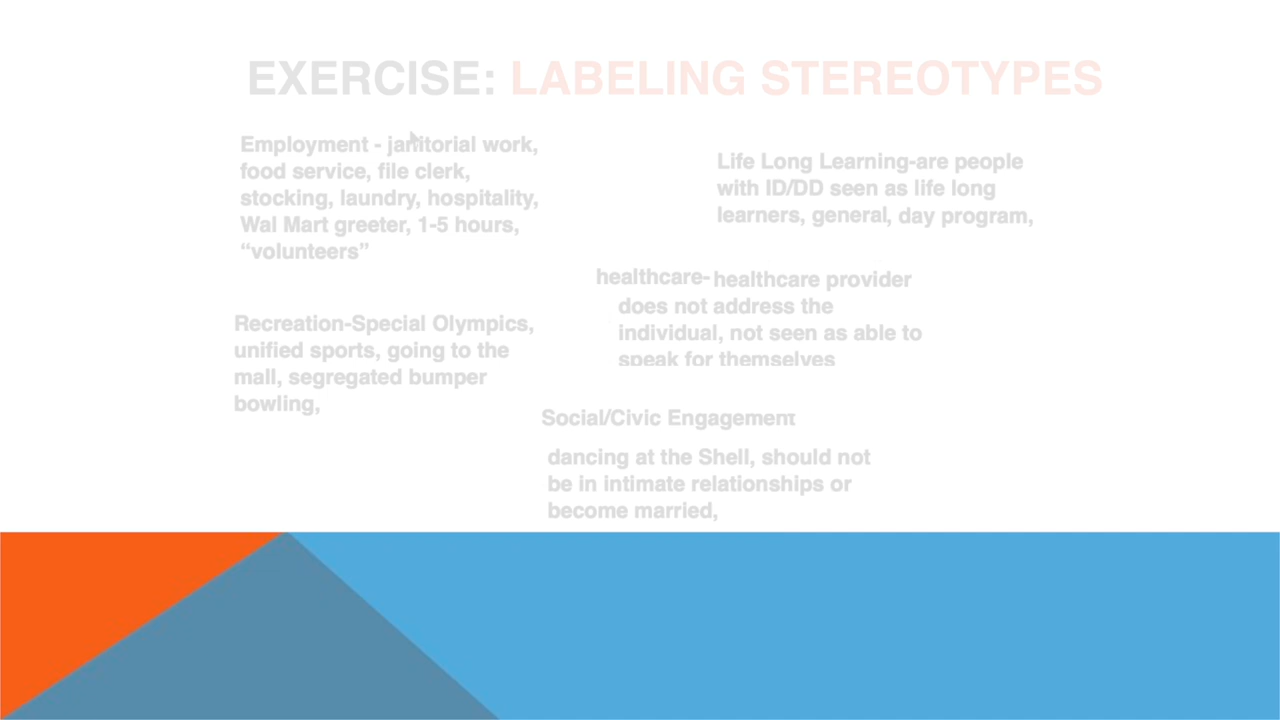 EXERCISE: LABELING STEREOTYPES
Employment - janitorial work,
food service, file clerk,
stocking, laundry, hospitality,
Wal Mart greeter, 1-5 hours,
“volunteers”
Life Long Learning-are people
with ID/DD seen as life long
learners, general, day program,
healthcare- healthcare provider
does not address the
individual, not seen as able to
speak for themselves
Recreation-Special Olympics,
unified sports, going to the
mall, segregated bumper
bowling,
Social/Civic Engagement
dancing at the Shell, should not
be in intimate relationships or
become married,